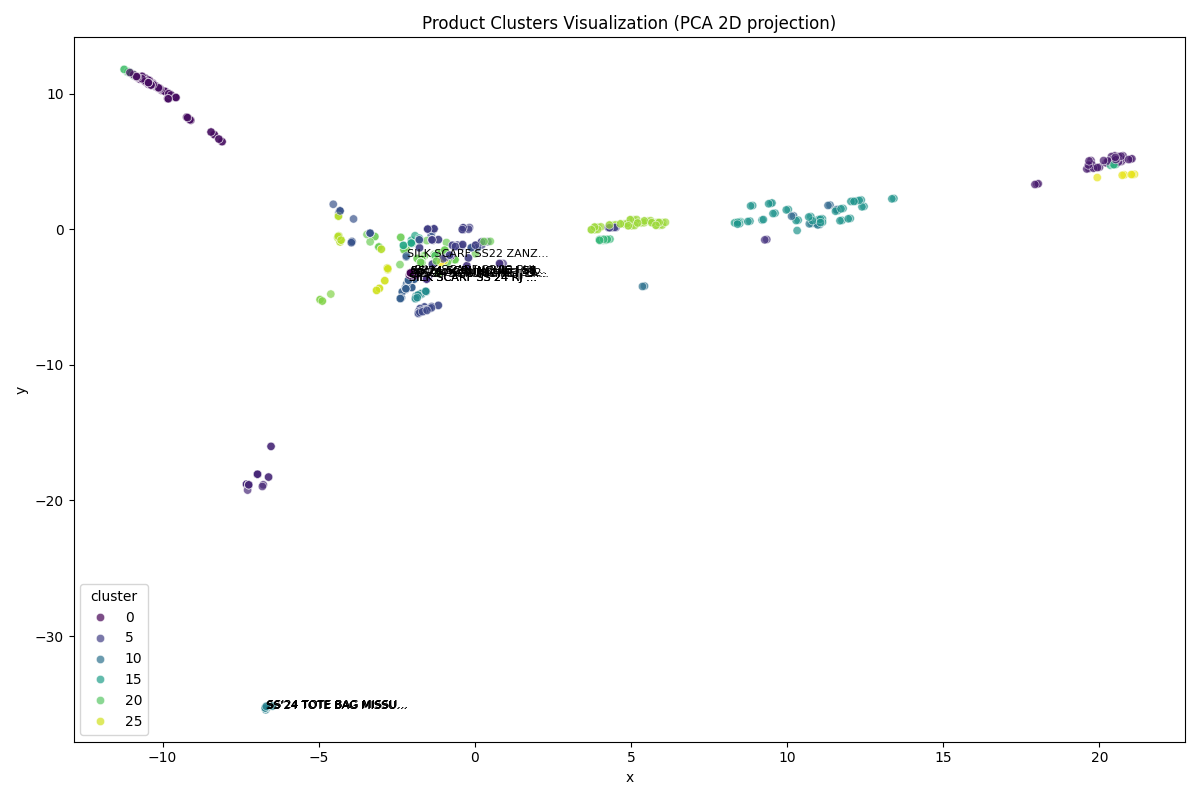 Product Clusters Visualization (PCA 2D projection)
10
0
−10
−20
−30
y
SILK SCARF SS22 ZANZ...
SILK SCARF SS 24 RJ ...
SS'24 TOTE BAG MISSU...
cluster
0
5
10
15
20
25
−10
−5
0
5
10
15
20
x